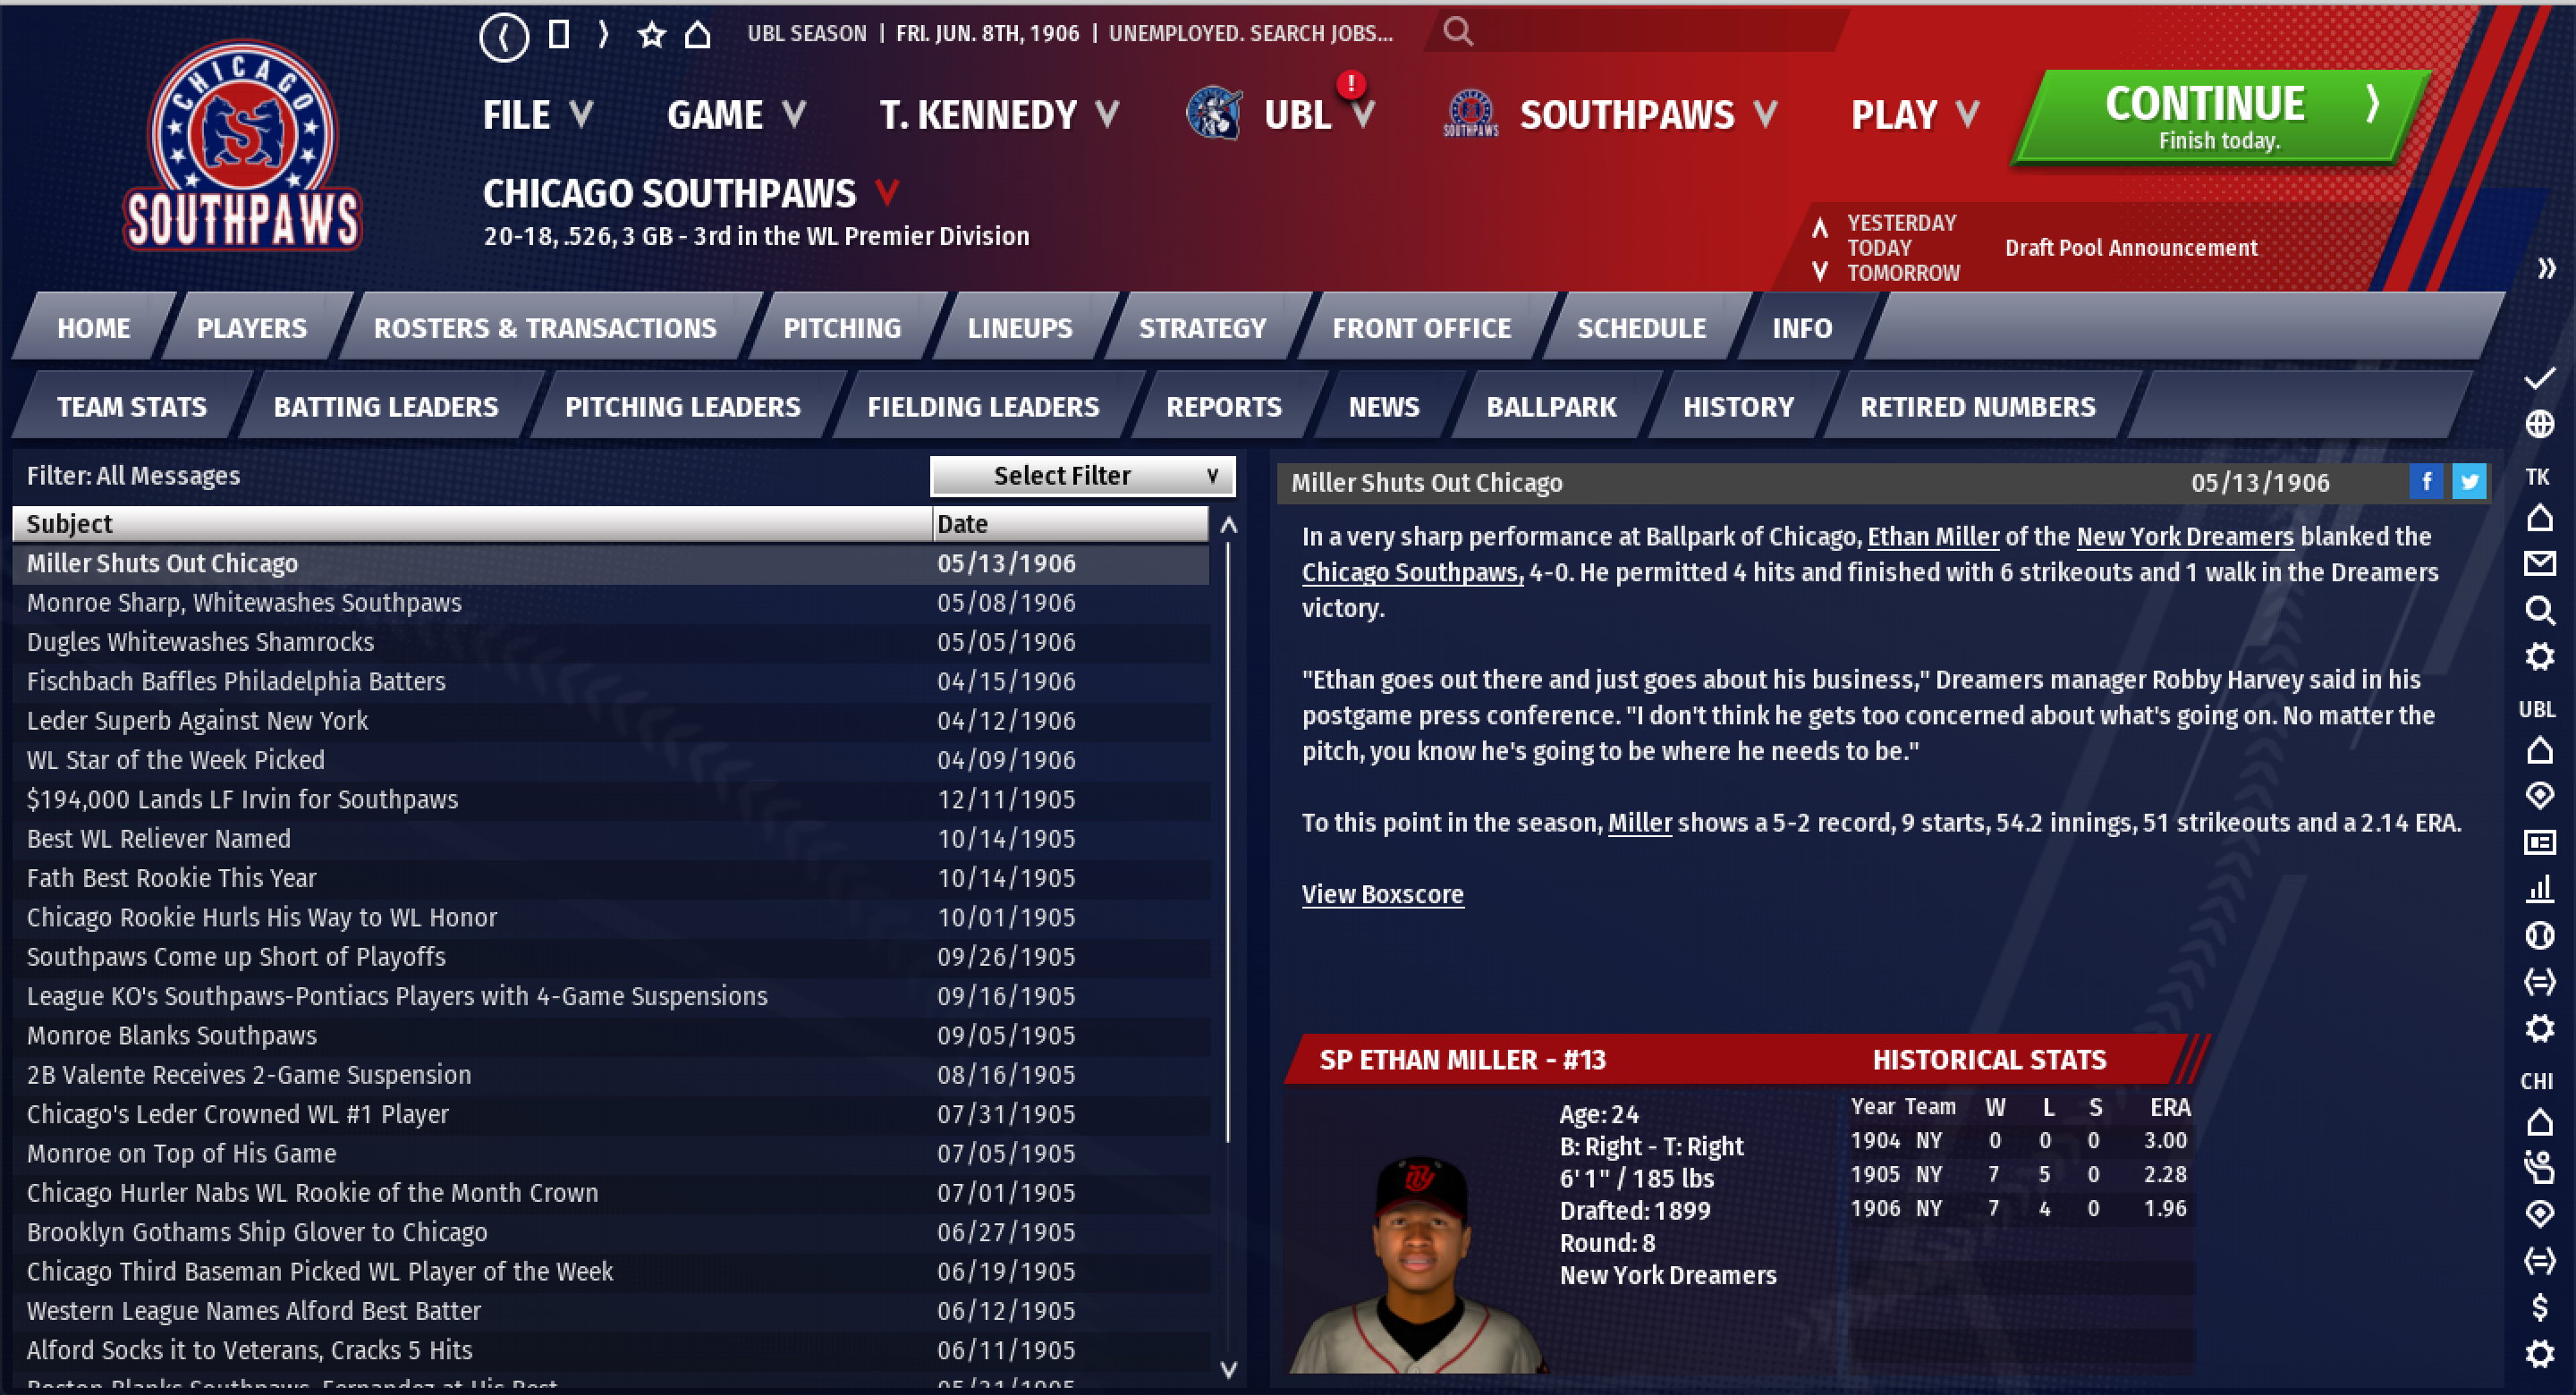 CHICAGO
S
SOUTHPAWS
UBL SEASON | FRI. JUN. 8TH, 1906 | UNEMPLOYED. SEARCH JOBS...
FILE GAME T. KENNEDY UBL ! SOUTHPAWS SOUTHPAWS PLAY
CONTINUE
Finish today.
CHICAGO SOUTHPAWS
20-18, .526, 3 GB - 3rd in the WL Premier Division
YESTERDAY
TODAY
TOMORROW
Draft Pool Announcement
HOME PLAYERS ROSTERS & TRANSACTIONS PITCHING LINEUPS STRATEGY FRONT OFFICE SCHEDULE INFO
TEAM STATS BATTING LEADERS PITCHING LEADERS FIELDING LEADERS REPORTS NEWS BALLPARK HISTORY RETIRED NUMBERS
Filter: All Messages Select Filter
Subject Date
Miller Shuts Out Chicago 05/13/1906
Monroe Sharp, Whitewashes Southpaws 05/08/1906
Dugles Whitewashes Shamrocks 05/05/1906
Fischbach Baffles Philadelphia Batters 04/15/1906
Leder Superb Against New York 04/12/1906
WL Star of the Week Picked 04/09/1906
$194,000 Lands LF Irvin for Southpaws 12/11/1905
Best WL Reliever Named 10/14/1905
Fath Best Rookie This Year 10/14/1905
Chicago Rookie Hurls His Way to WL Honor 10/01/1905
Southpaws Come up Short of Playoffs 09/26/1905
League KO's Southpaws-Pontiacs Players with 4-Game Suspensions 09/16/1905
Monroe Blanks Southpaws 09/05/1905
2B Valente Receives 2-Game Suspension 08/16/1905
Chicago's Leder Crowned WL #1 Player 07/31/1905
Monroe on Top of His Game 07/05/1905
Chicago Hurler Nabs WL Rookie of the Month Crown 07/01/1905
Brooklyn Gothams Ship Glover to Chicago 06/27/1905
Chicago Third Baseman Picked WL Player of the Week 06/19/1905
Western League Names Alford Best Batter 06/12/1905
Alford Socks it to Veterans, Cracks 5 Hits 06/11/1905
Boston Blanks Southpaws, Fernandez at His Best 05/31/1905
Miller Shuts Out Chicago 05/13/1906
In a very sharp performance at Ballpark of Chicago, Ethan Miller of the New York Dreamers blanked the
Chicago Southpaws, 4-0. He permitted 4 hits and finished with 6 strikeouts and 1 walk in the Dreamers
victory.
"Ethan goes out there and just goes about his business," Dreamers manager Robby Harvey said in his
postgame press conference. "I don't think he gets too concerned about what's going on. No matter the
pitch, you know he's going to be where he needs to be."
To this point in the season, Miller shows a 5-2 record, 9 starts, 54.2 innings, 51 strikeouts and a 2.14 ERA.
View Boxscore
SP ETHAN MILLER - #13 HISTORICAL STATS
Age: 24
B: Right - T: Right
6' 1" / 185 lbs
Drafted: 1899
Round: 8
New York Dreamers
Year Team W L S ERA
1904 NY 0 0 0 3.00
1905 NY 7 5 0 2.28
1906 NY 7 4 0 1.96
NY
TK
UBL
CHI
$